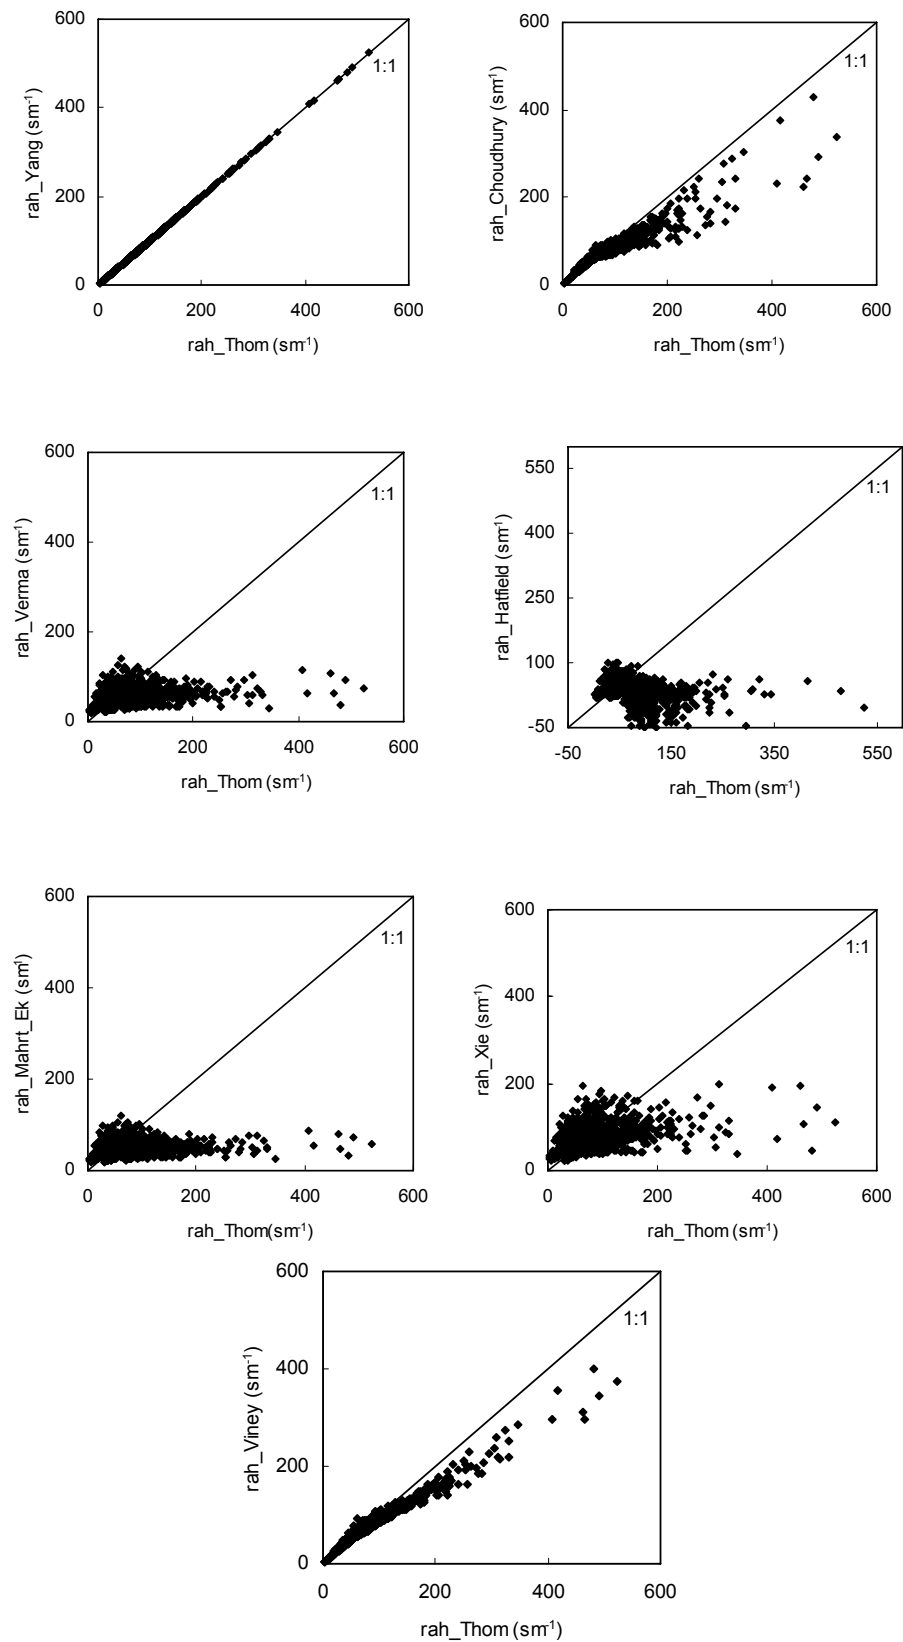 600
400
200
0
rah_Yang (sm-1)
1:1
0 200 400 600
rah_Thom (sm-1)
600
400
200
0
rah_Choudhury (sm-1)
1:1
0 200 400 600
rah_Thom (sm-1)
600
400
200
0
rah_Verma (sm-1)
1:1
0 200 400 600
rah_Thom (sm-1)
550
400
250
100
-50
rah_Hatfield (sm-1)
1:1
-50 150 350 550
rah_Thom (sm-1)
600
400
200
0
rah_Mahrt_Ek (sm1)
1:1
0 200 400 600
rah_Thom(sm-1)
600
400
200
0
rah_Xie (sm-1)
1:1
0 200 400 600
rah_Thom (sm-1)
600
400
200
0
rah_Viney (sm-1)
1:1
0 200 400 600
rah_Thom (sm-1)